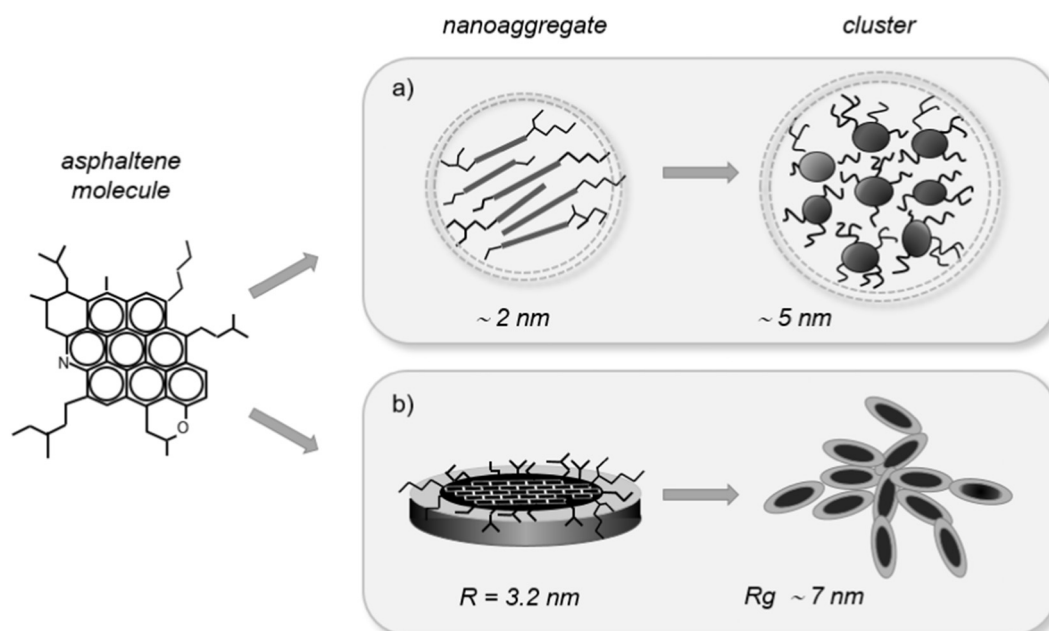 nanoaggregate
cluster
asphaltene
molecule
a)
~ 2 nm
~ 5 nm
N
O
b)
R = 3.2 nm
Rg ~ 7 nm